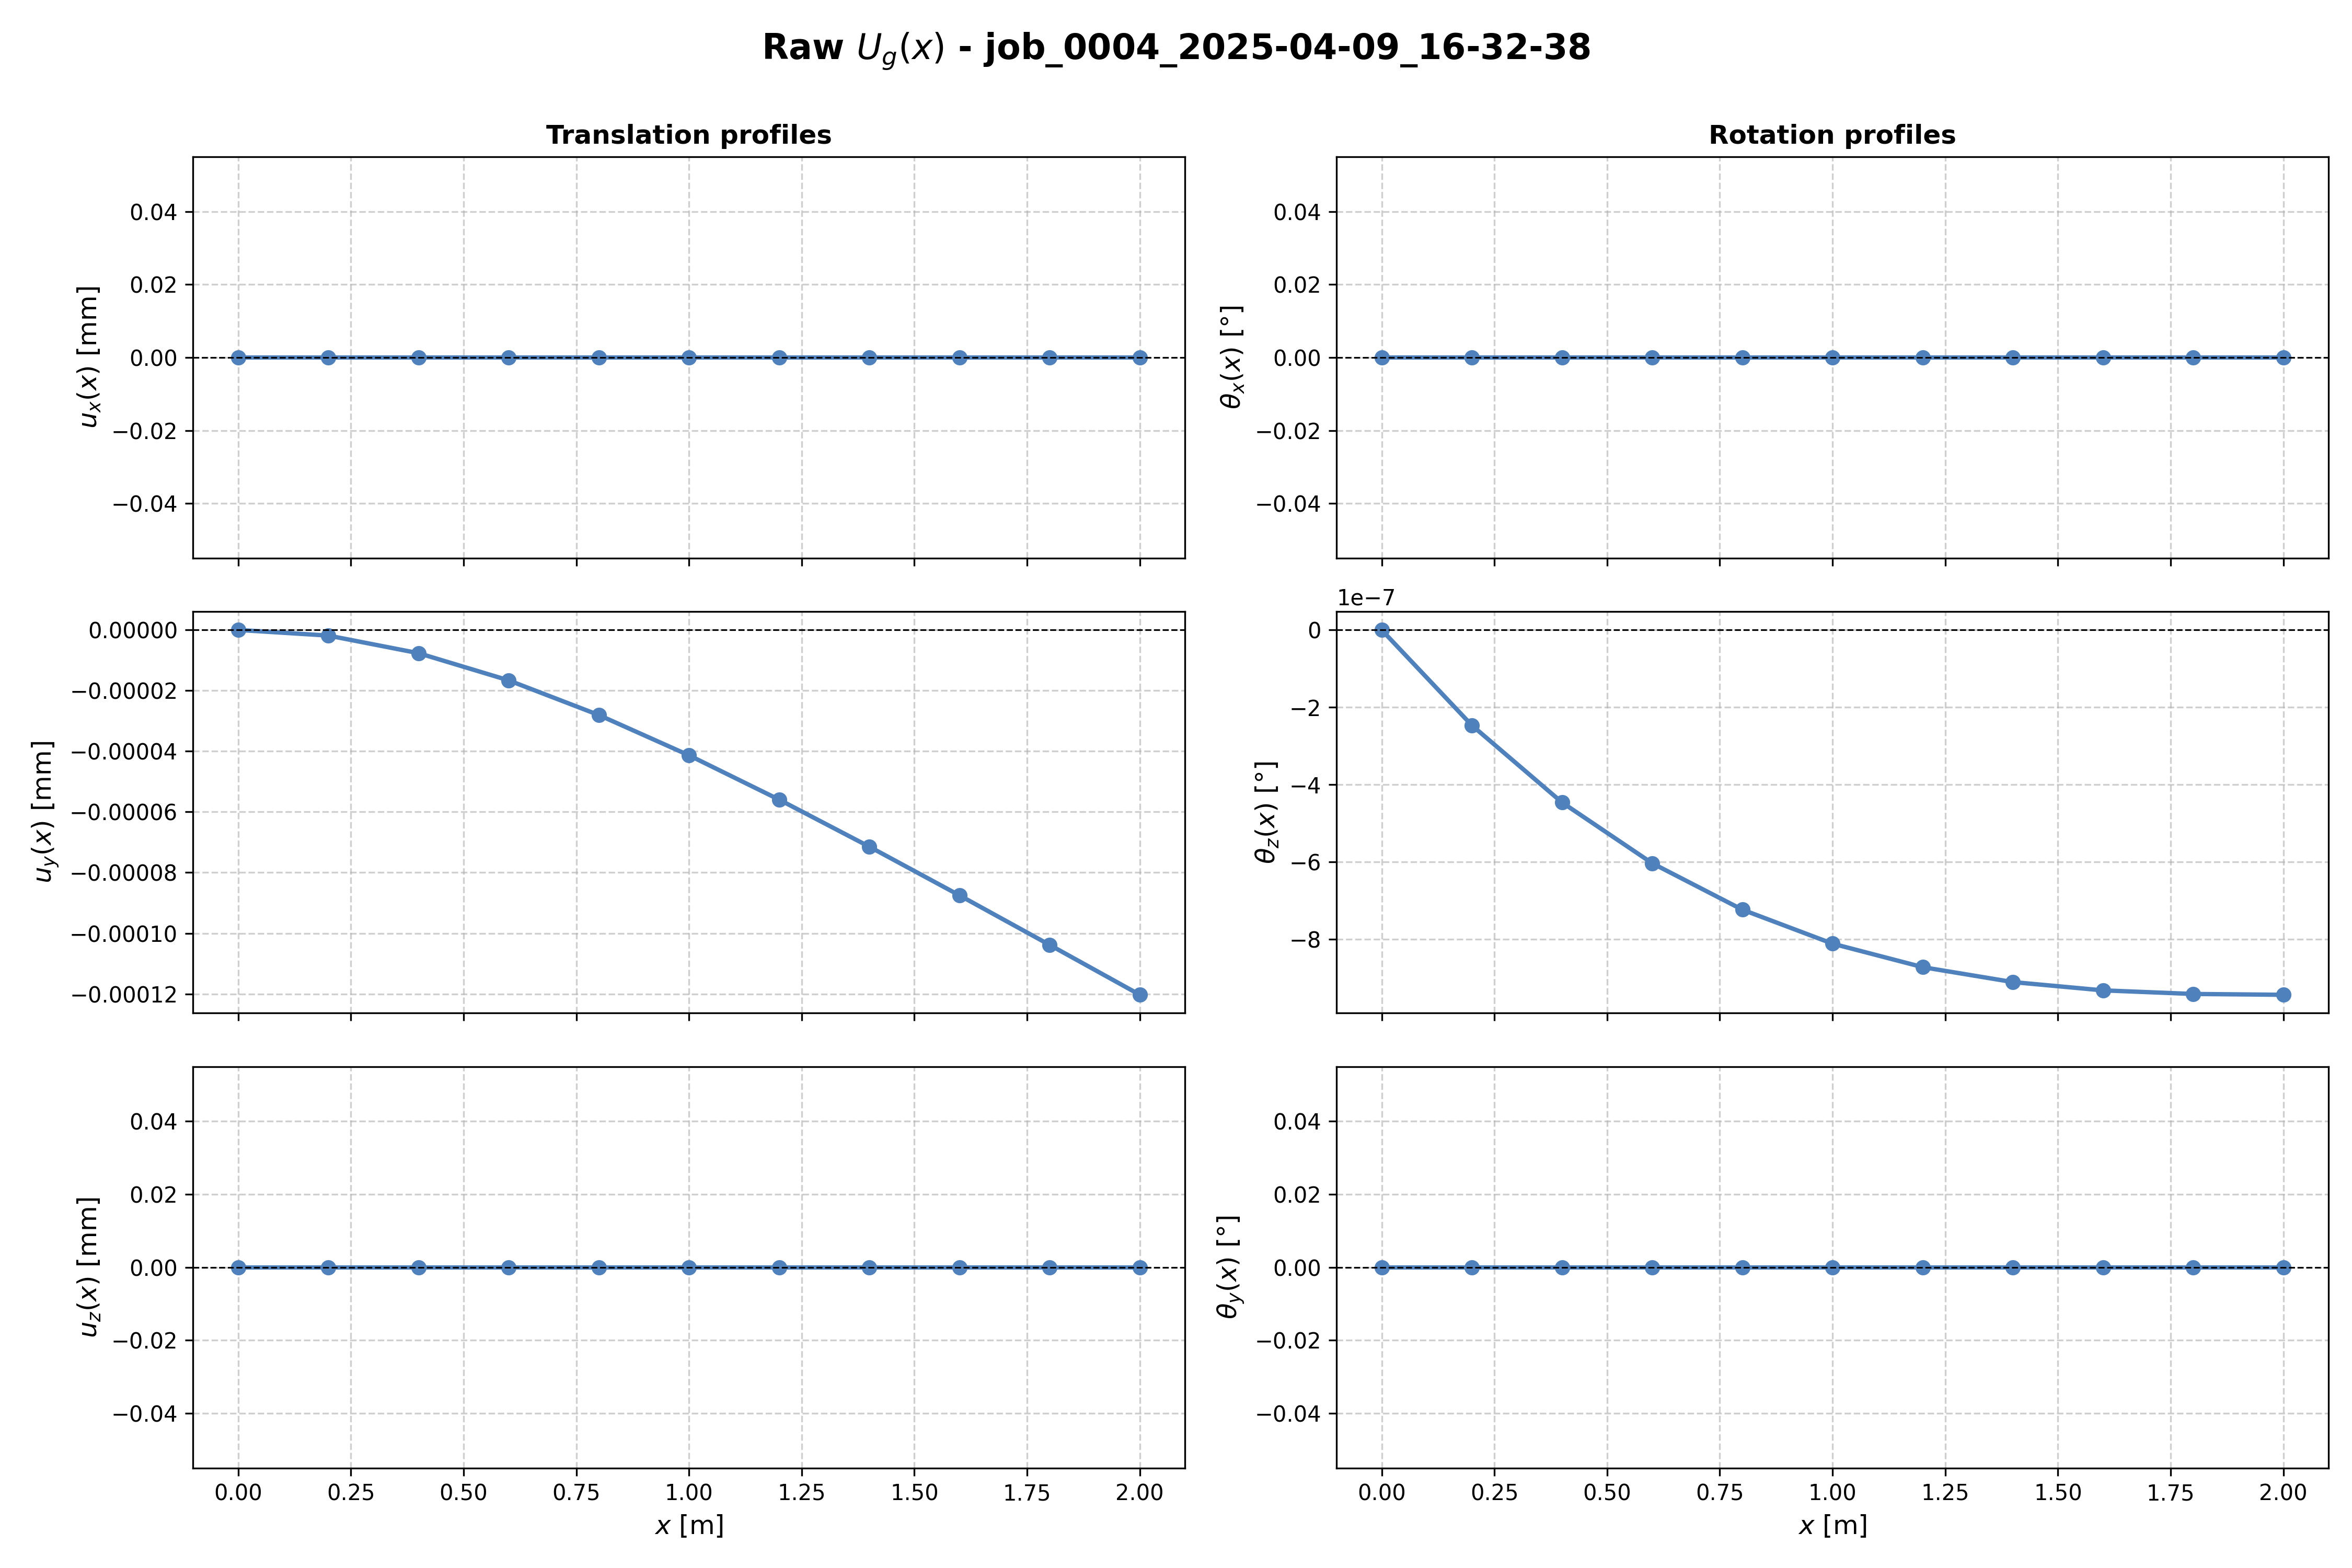 Raw U_g(x) - job_0004_2025-04-09_16-32-38
Translation profiles
Rotation profiles
0.04
0.02
0.00
−0.02
−0.04
u_x(x) [mm]
0.04
0.02
0.00
−0.02
−0.04
θ_x(x) [°]
0.00000
−0.00002
−0.00004
−0.00006
−0.00008
−0.00010
−0.00012
u_y(x) [mm]
1e−7
0
−2
−4
−6
−8
θ_z(x) [°]
0.04
0.02
0.00
−0.02
−0.04
u_z(x) [mm]
0.00 0.25 0.50 0.75 1.00 1.25 1.50 1.75 2.00
x [m]
0.04
0.02
0.00
−0.02
−0.04
θ_y(x) [°]
0.00 0.25 0.50 0.75 1.00 1.25 1.50 1.75 2.00
x [m]